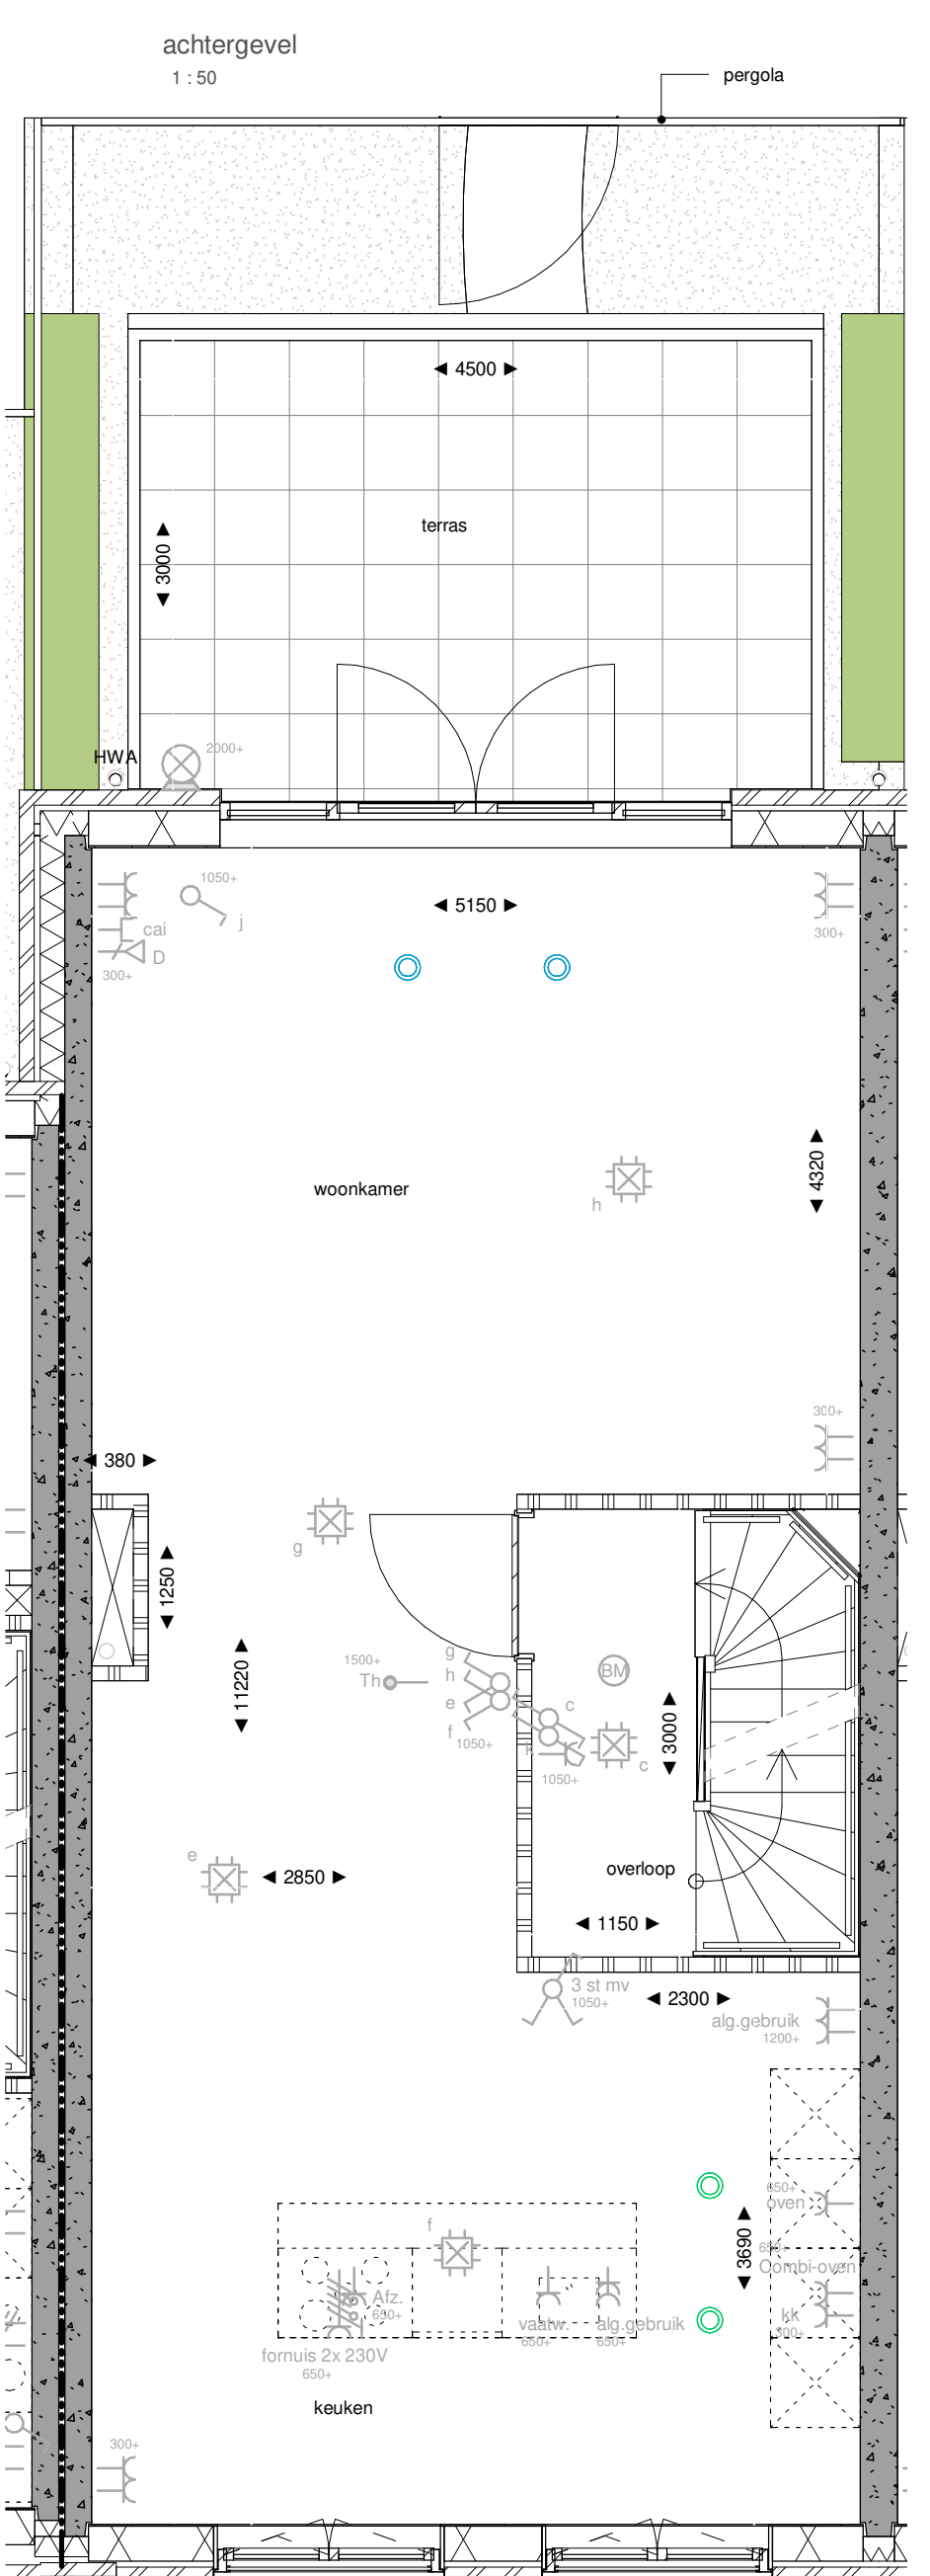 achtergevel
1 : 50
pergola
4500
terras
3000
HWA
2000+
1050+
j
5150
cai
D
300+
300+
woonkamer
h
4320
300+
380
g
1250
11220
1500+
Th
g
h
e
f
1050+
BM
c
1050+
c
3000
e
2850
overloop
1150
3 st mv
1050+
2300
alg.gebruik
1200+
650+
oven
3690
650+
Combi-oven
f
Afz.
650+
vaatw.
650+
alg.gebruik
650+
kk
300+
fornuis 2x 230V
650+
keuken
300+